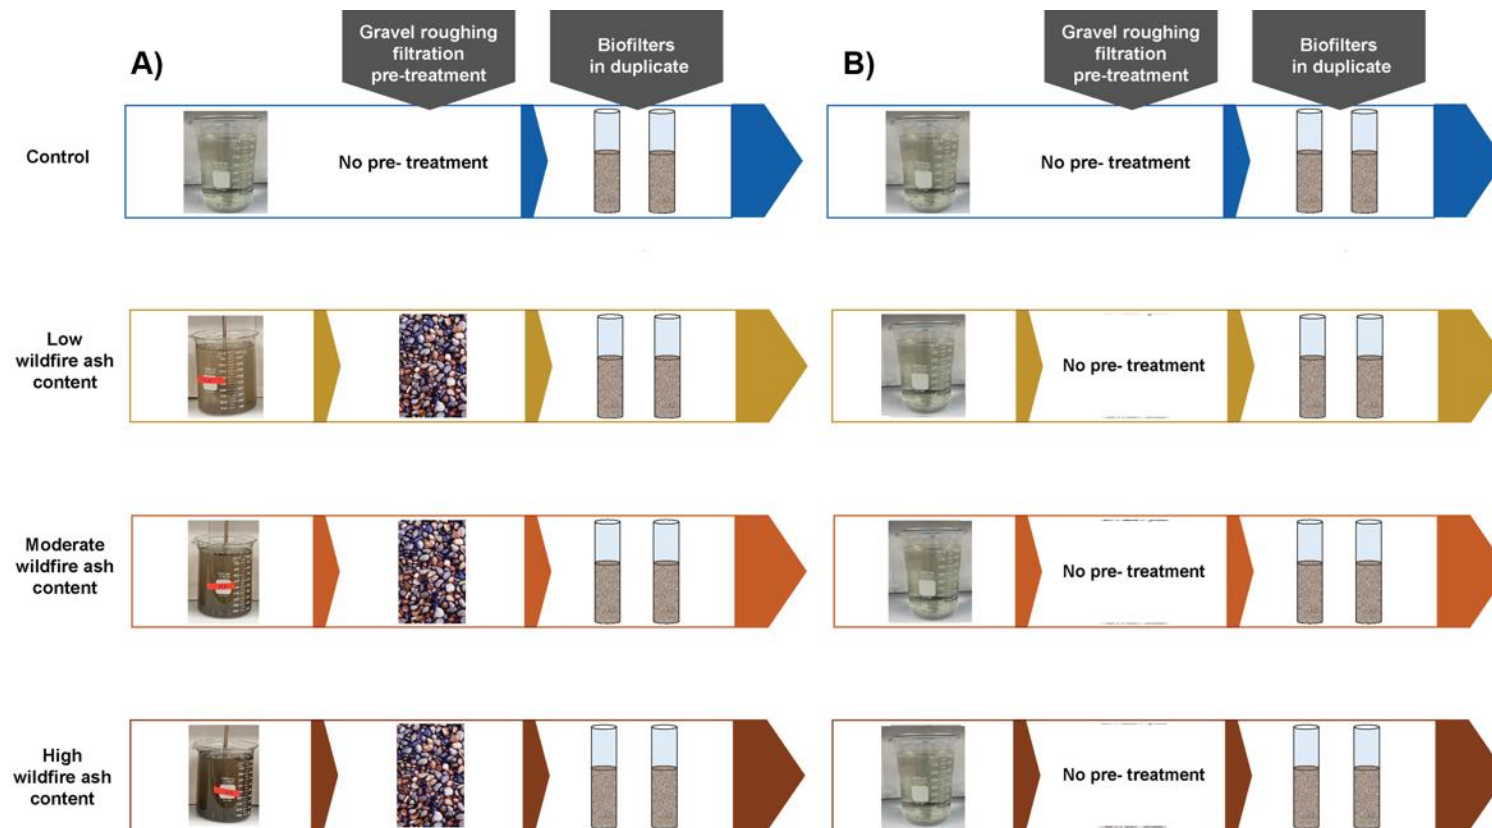 A)
Gravel roughing
filtration
pre-treatment
Biofilters
in duplicate
B)
Gravel roughing
filtration
pre-treatment
Biofilters
in duplicate
Control
No pre- treatment
No pre- treatment
Low
wildfire ash
content
No pre- treatment
Moderate
wildfire ash
content
No pre- treatment
High
wildfire ash
content
No pre- treatment